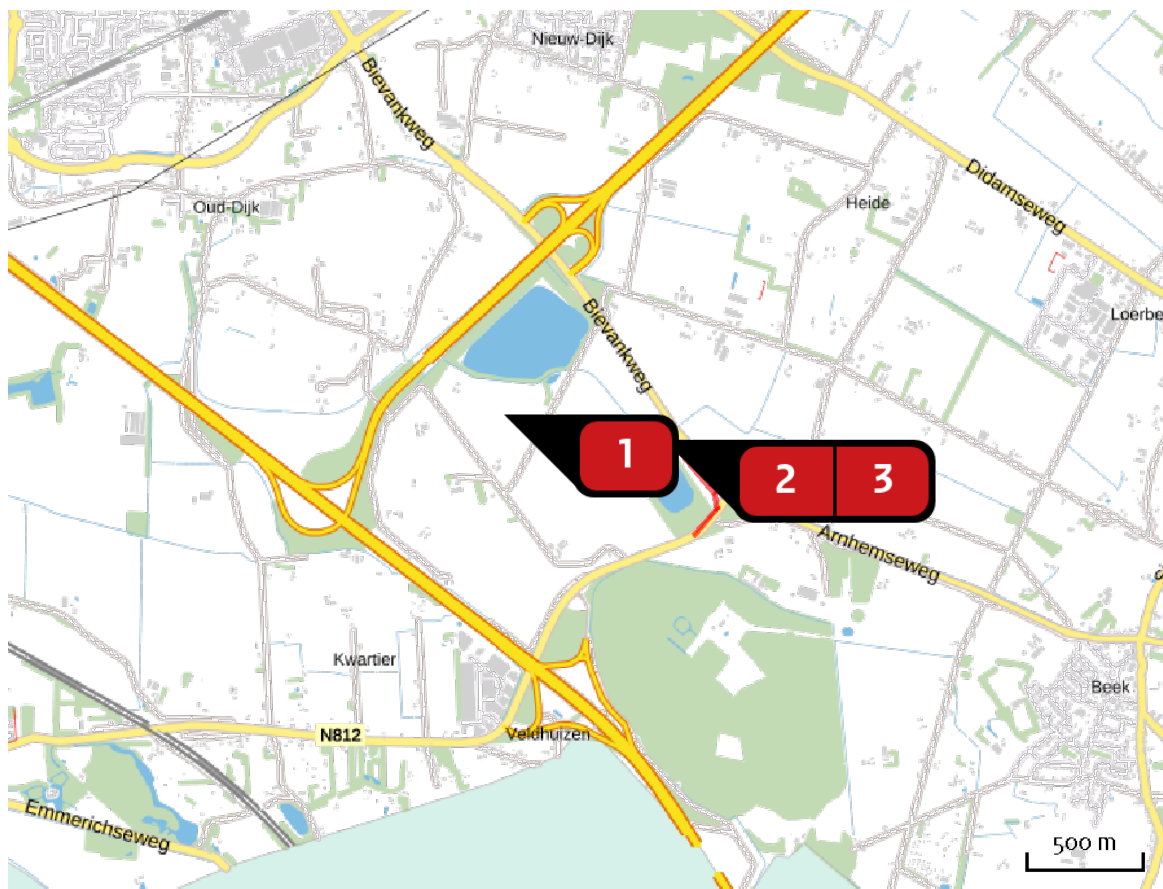 Nieuw-Dijk
Bievankweg
Didamseweg
Oud-Dijk
Heide
Bievankweg
Loerbe
1
2
3
Arnhemseweg
19
Kwartier
Beek
N812
Veldhuizen
Emmerichseweg
500 m